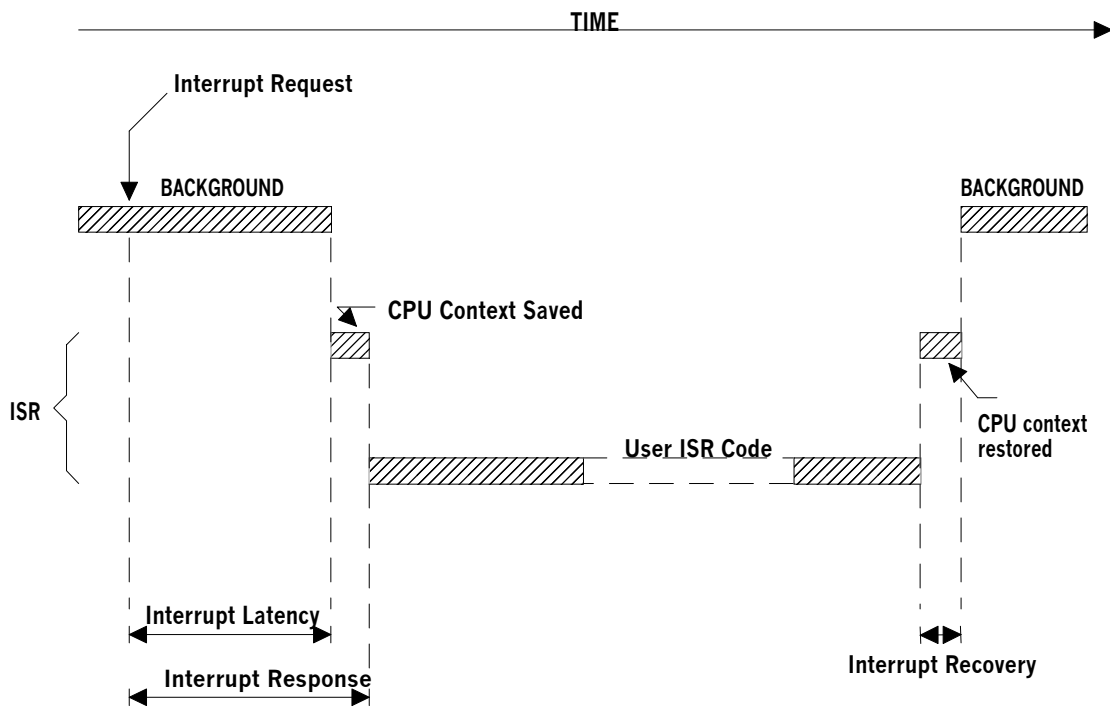 TIME
Interrupt Request
BACKGROUND
BACKGROUND
CPU Context Saved
ISR
CPU context
restored
User ISR Code
Interrupt Latency
Interrupt Recovery
Interrupt Response